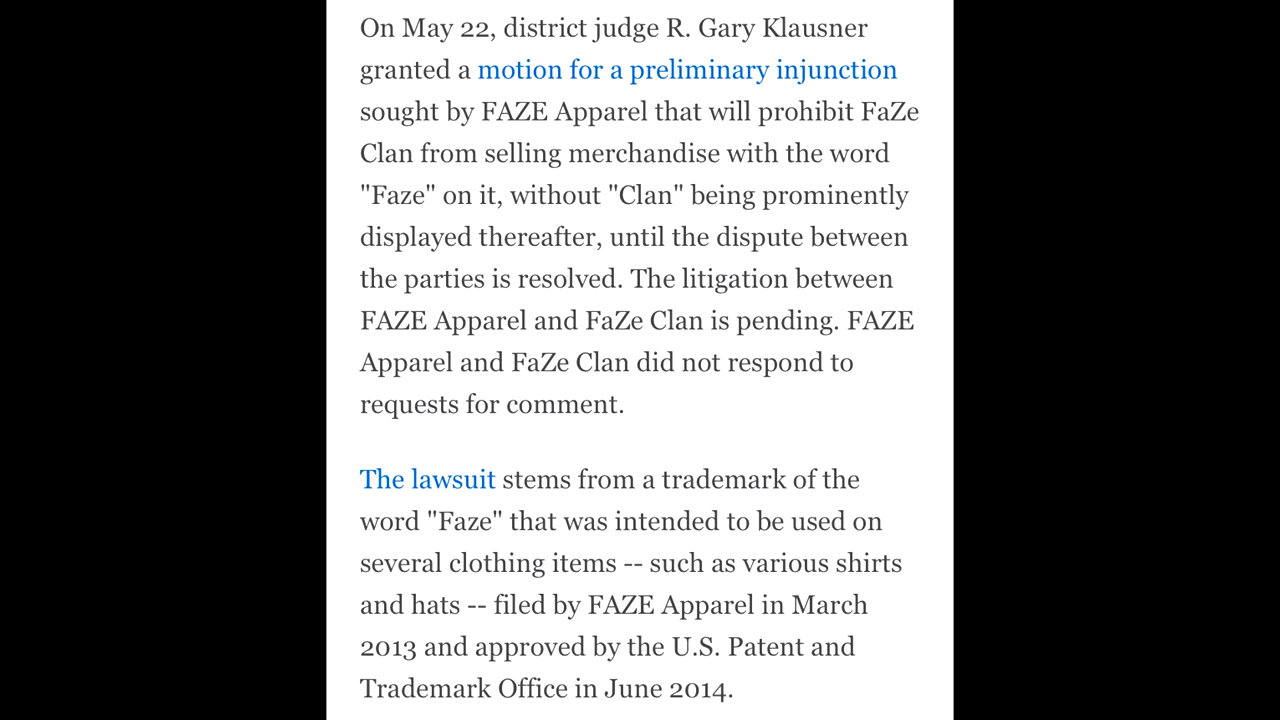 On May 22, district judge R. Gary Klausner
granted a motion for a preliminary injunction
sought by FAZE Apparel that will prohibit FaZe
Clan from selling merchandise with the word
"Faze" on it, without "Clan" being prominently
displayed thereafter, until the dispute between
the parties is resolved. The litigation between
FAZE Apparel and FaZe Clan is pending. FAZE
Apparel and FaZe Clan did not respond to
requests for comment.
The lawsuit stems from a trademark of the
word "Faze" that was intended to be used on
several clothing items -- such as various shirts
and hats -- filed by FAZE Apparel in March
2013 and approved by the U.S. Patent and
Trademark Office in June 2014.